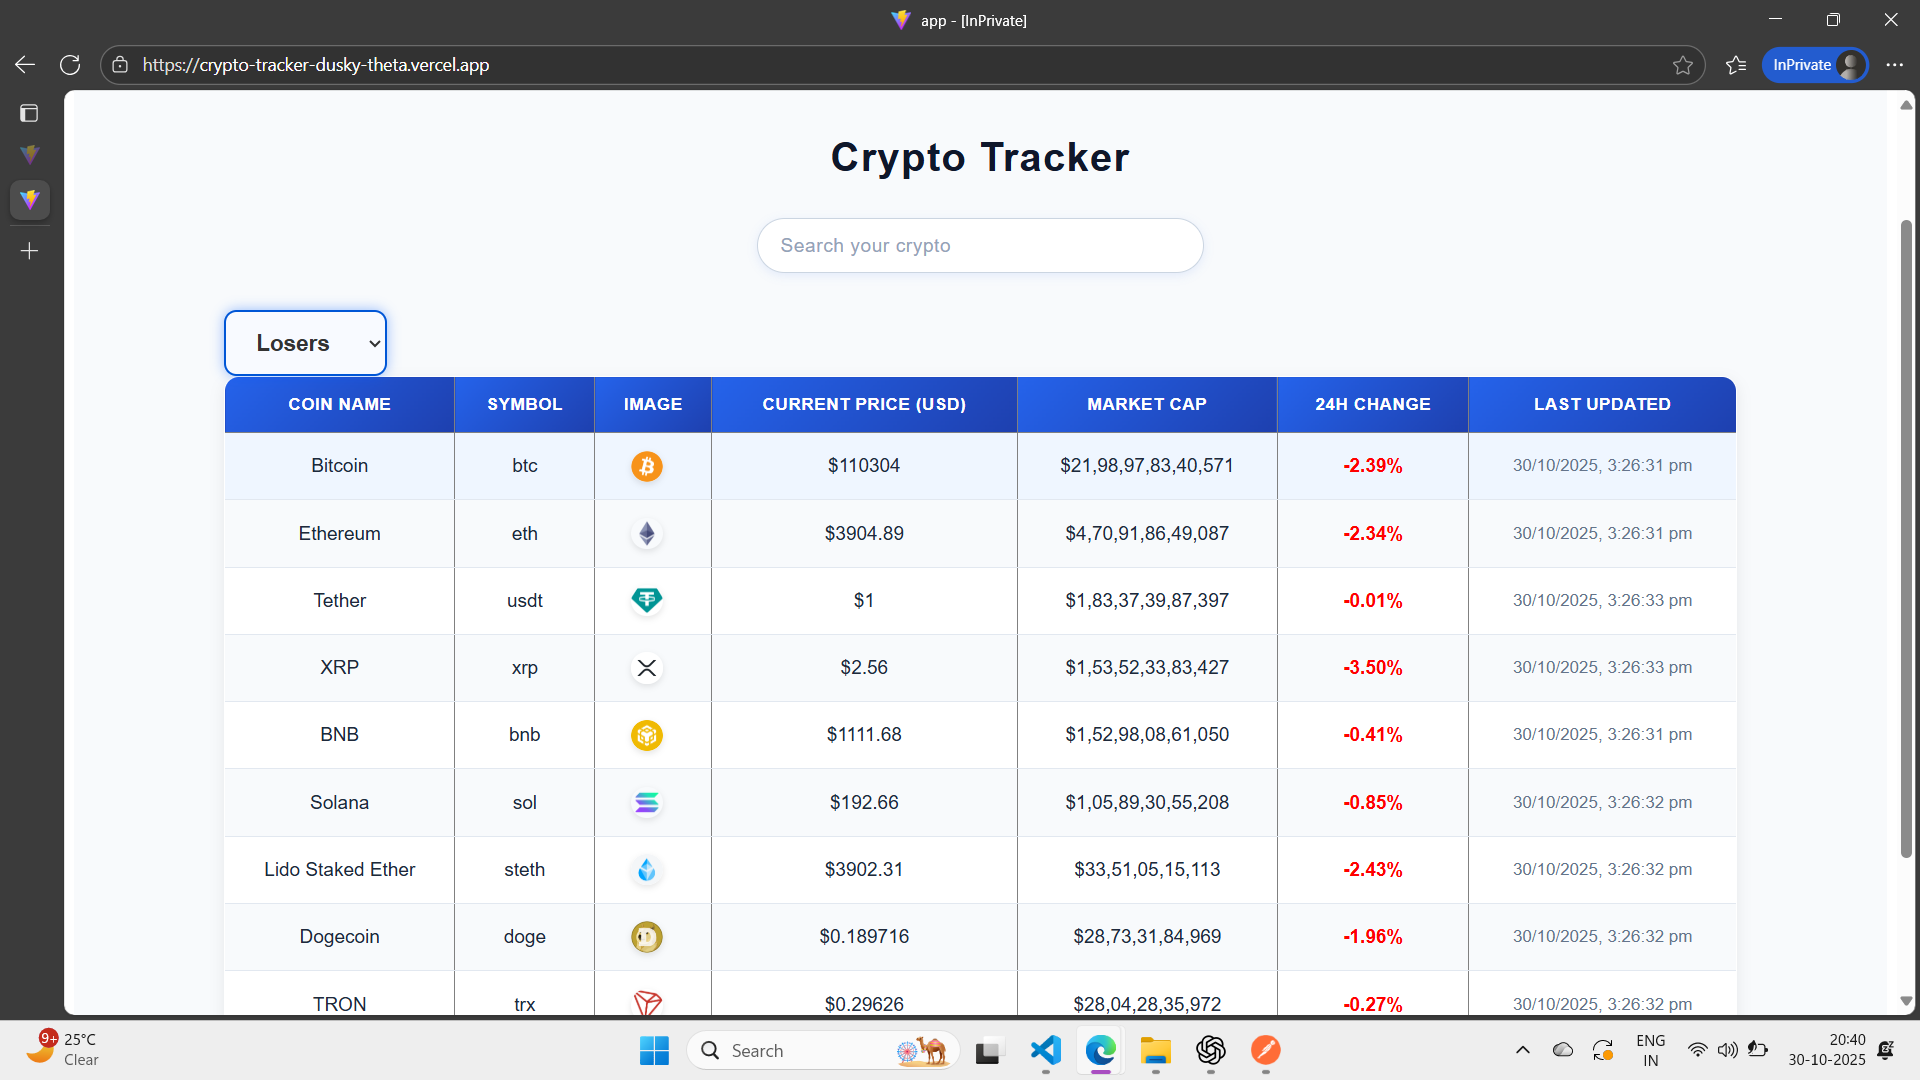 app - [InPrivate]
https://crypto-tracker-dusky-theta.vercel.app
InPrivate
Crypto Tracker
Search your crypto
Losers
COIN NAME SYMBOL IMAGE CURRENT PRICE (USD) MARKET CAP 24H CHANGE LAST UPDATED
Bitcoin btc $110304 $21,98,97,83,40,571 -2.39% 30/10/2025, 3:26:31 pm
Ethereum eth $3904.89 $4,70,91,86,49,087 -2.34% 30/10/2025, 3:26:31 pm
Tether usdt $1 $1,83,37,39,87,397 -0.01% 30/10/2025, 3:26:33 pm
XRP xrp $2.56 $1,53,52,33,83,427 -3.50% 30/10/2025, 3:26:33 pm
BNB bnb $1111.68 $1,52,98,08,61,050 -0.41% 30/10/2025, 3:26:31 pm
Solana sol $192.66 $1,05,89,30,55,208 -0.85% 30/10/2025, 3:26:32 pm
Lido Staked Ether steth $3902.31 $33,51,05,15,113 -2.43% 30/10/2025, 3:26:32 pm
Dogecoin doge $0.189716 $28,73,31,84,969 -1.96% 30/10/2025, 3:26:32 pm
TRON trx $0.29626 $28,04,28,35,972 -0.27% 30/10/2025, 3:26:32 pm
9+ 25°C
Clear
Search
ENG
IN
20:40
30-10-2025